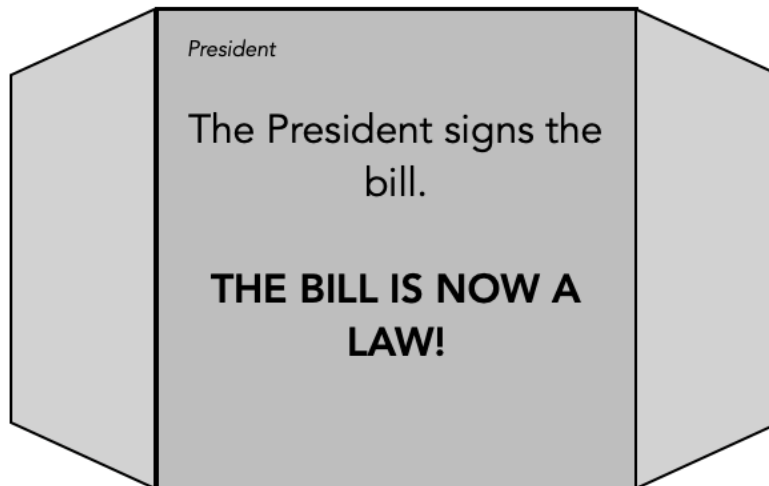 President
The President signs the
bill.
THE BILL IS NOW A
LAW!